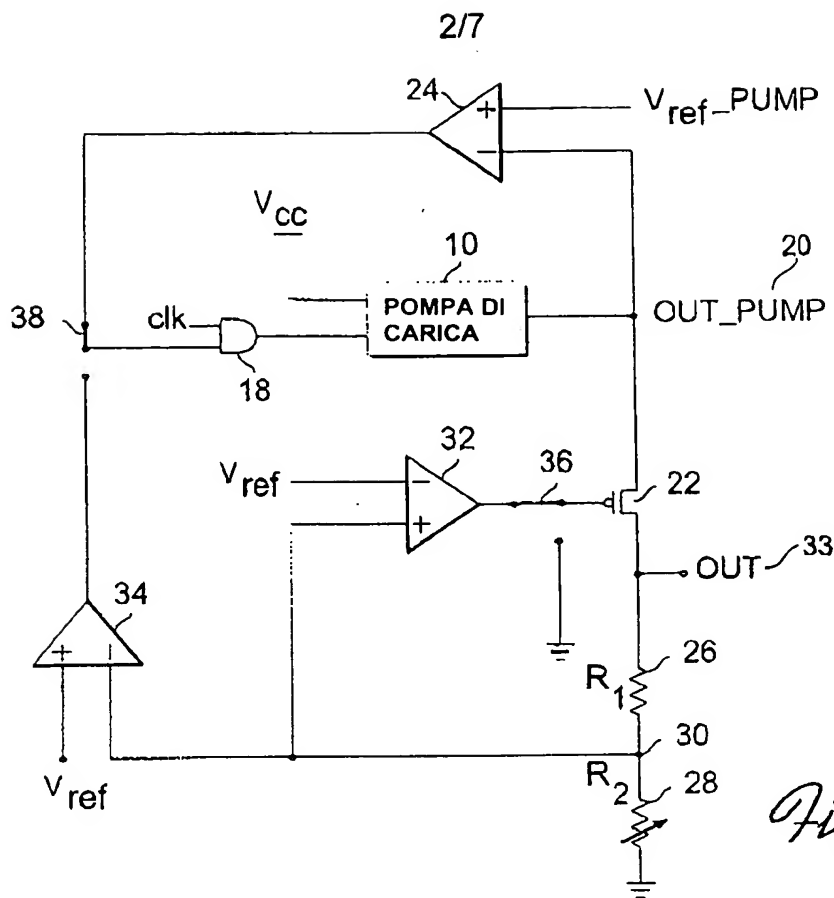 2/7
24
+
−
V_ref_PUMP
V_CC
10
20
POMPA DI
CARICA
OUT_PUMP
38
clk
18
V_ref
32
−
+
36
22
OUT
33
34
+
−
V_ref
R_1
26
30
R_2
28
Fi